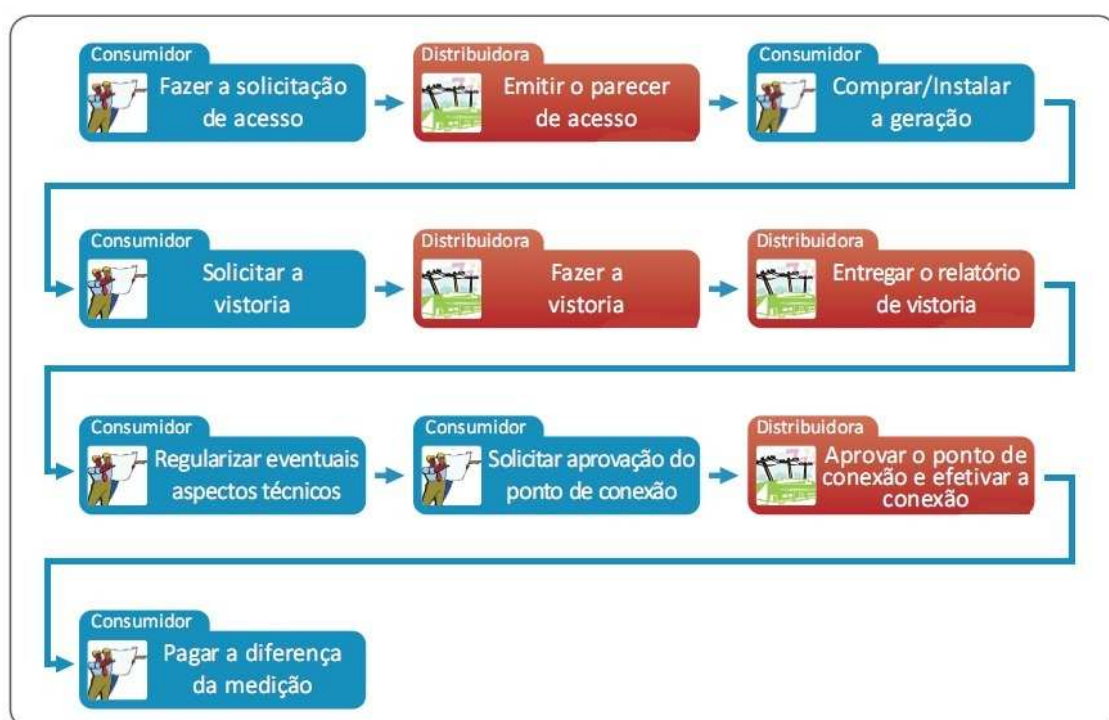 Consumidor
Fazer a solicitação
de acesso
Distribuidora
Emitir o parecer
de acesso
Consumidor
Comprar/Instalar
a geração
Consumidor
Solicitar a
vistoria
Distribuidora
Fazer a
vistoria
Distribuidora
Entregar o relatório
de vistoria
Consumidor
Regularizar eventuais
aspectos técnicos
Consumidor
Solicitar aprovação do
ponto de conexão
Distribuidora
Aprovar o ponto de
conexão e efetivar a
conexão
Consumidor
Pagar a diferença
da medição